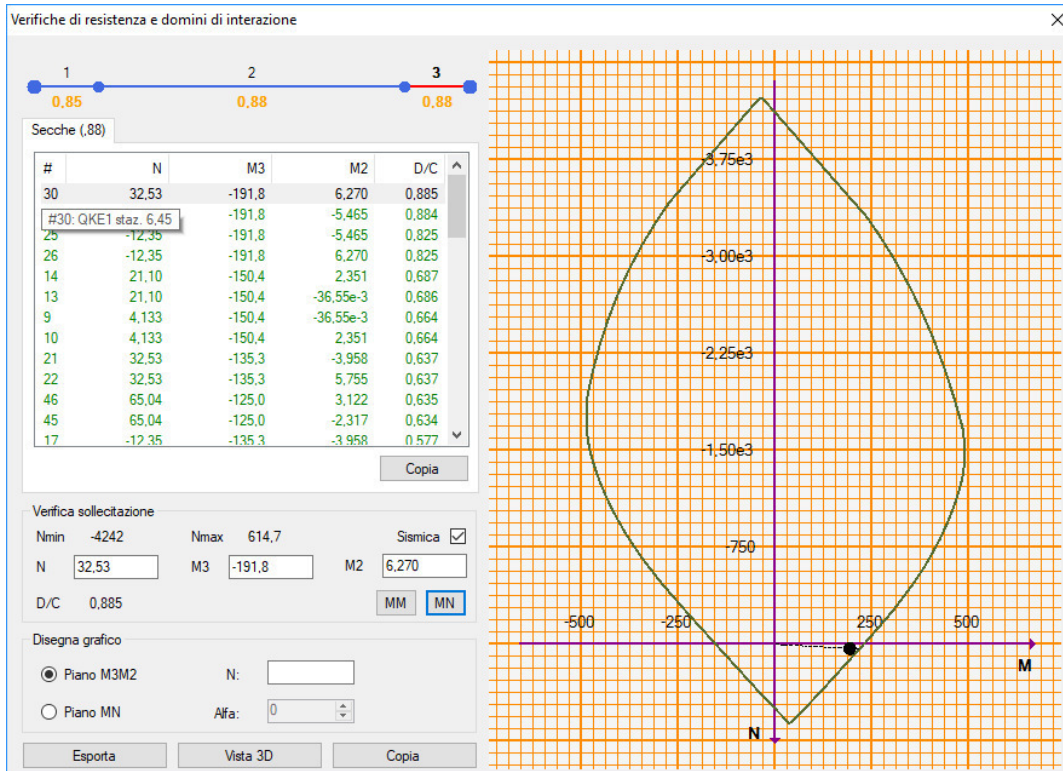 Verifiche di resistenza e domini di interazione
1 2 3
0,85 0,88 0,88
Secche (,88)
# N M3 M2 D/C
30 32,53 -191,8 6,270 0,885
#30: QKE1 staz. 6,45 -191,8 -5,465 0,884
25 -12,35 -191,8 -5,465 0,825
26 -12,35 -191,8 6,270 0,825
14 21,10 -150,4 2,351 0,687
13 21,10 -150,4 -36,55e-3 0,686
9 4,133 -150,4 -36,55e-3 0,664
10 4,133 -150,4 2,351 0,664
21 32,53 -135,3 -3,958 0,637
22 32,53 -135,3 5,755 0,637
46 65,04 -125,0 3,122 0,635
45 65,04 -125,0 -2,317 0,634
17 -12,35 -135,3 -3,958 0,577
Copia
Verifica sollecitazione
Nmin -4242 Nmax 614,7 Sismica
N 32,53 M3 -191,8 M2 6,270
D/C 0,885 MM MN
Disegna grafico
Piano M3M2 N:
Piano MN Alfa: 0
Esporta Vista 3D Copia
-3,75e3
-3,00e3
-2,25e3
-1,50e3
-750
-500 -250 250 500
M
N